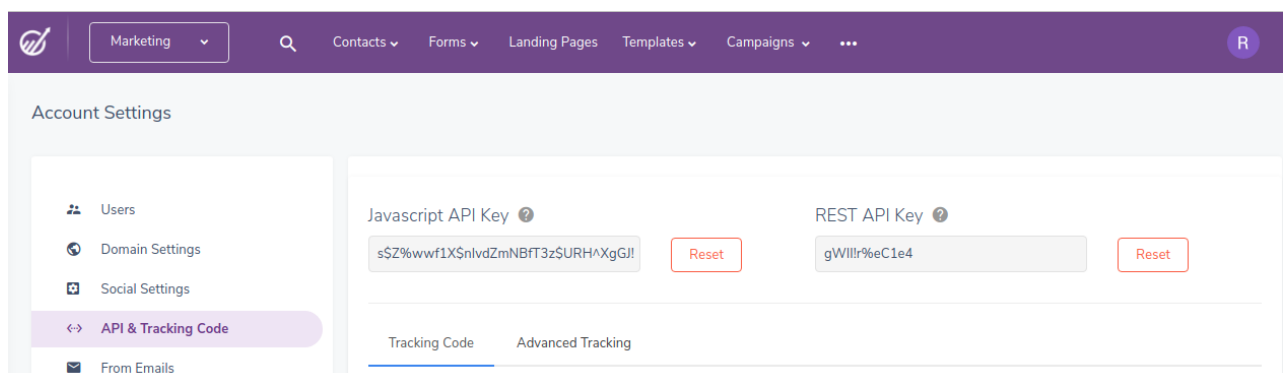 Marketing
Contacts
Forms
Landing Pages
Templates
Campaigns
R
Account Settings
Users
Domain Settings
Social Settings
API & Tracking Code
From Emails
Javascript API Key
REST API Key
s$Z%wwf1X$nlvdZmNBfT3z$URH^XgGJ!
Reset
gWIl!r%eC1e4
Reset
Tracking Code
Advanced Tracking